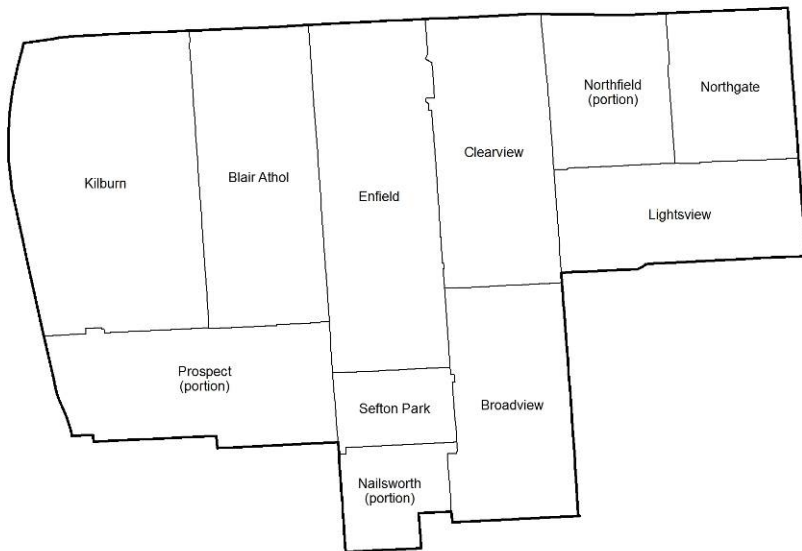 Northfield
(portion)
Northgate
Clearview
Blair Athol
Kilburn
Enfield
Lightsview
Prospect
(portion)
Sefton Park
Broadview
Nailsworth
(portion)